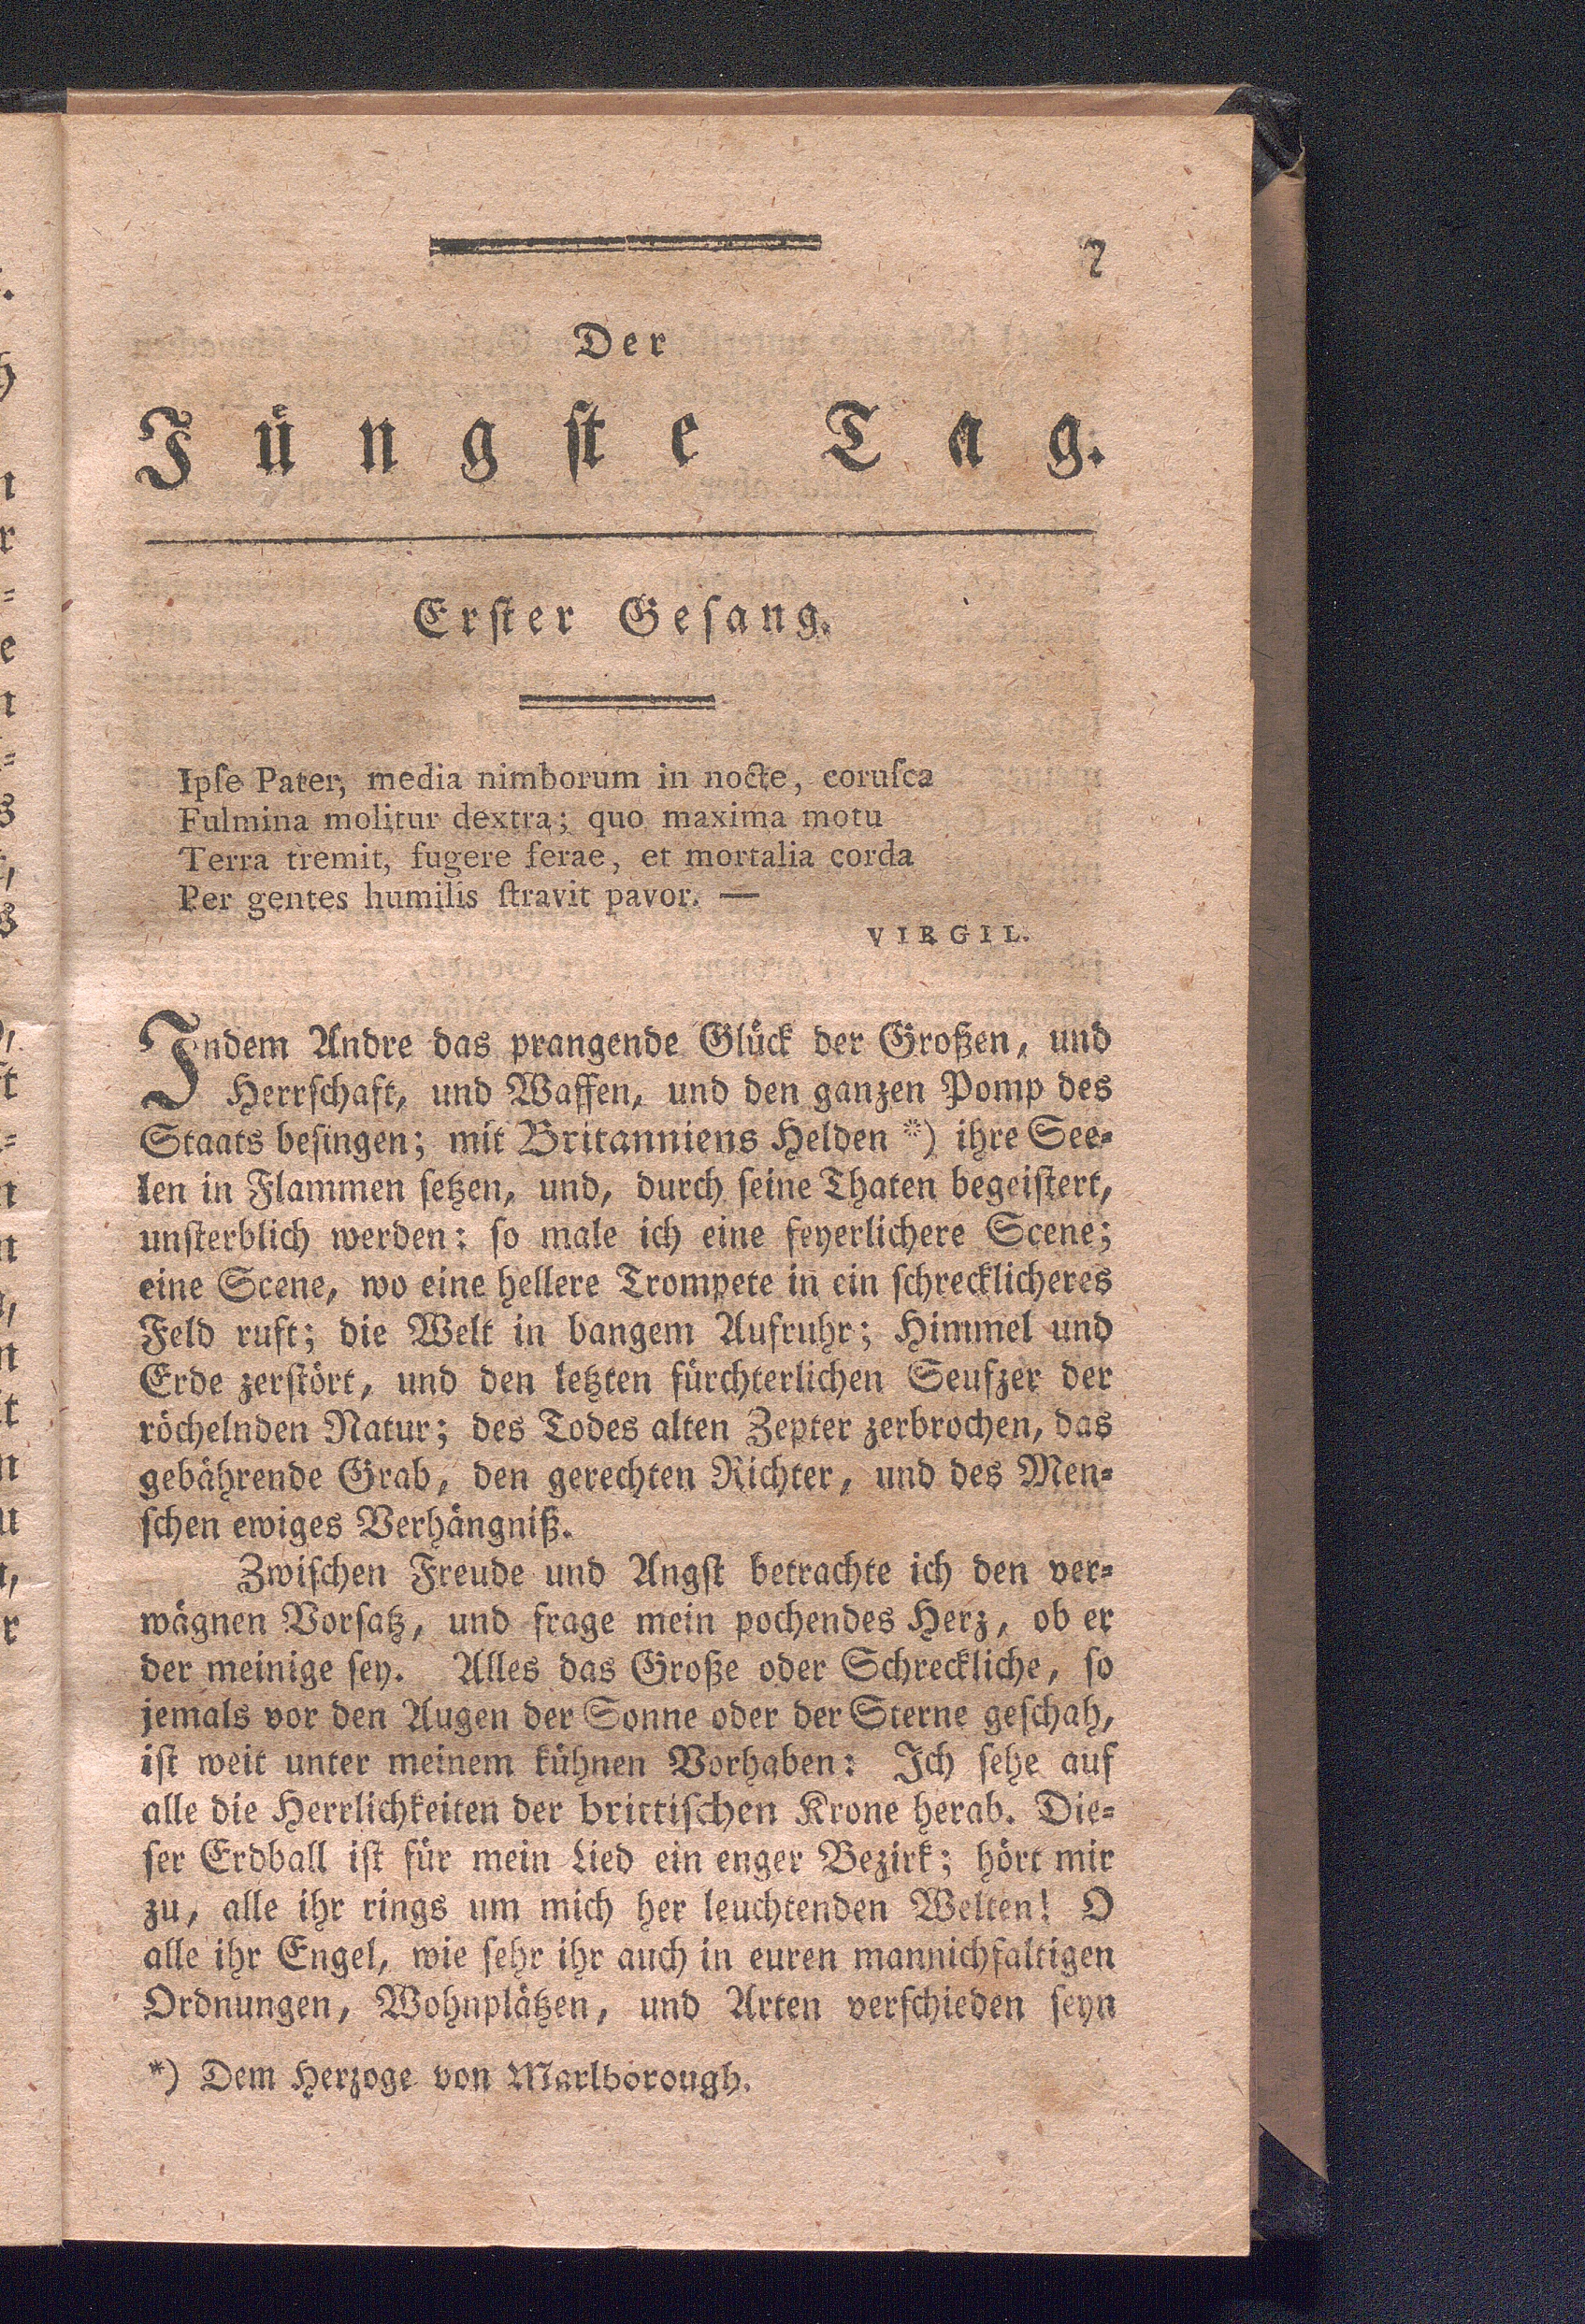 7
Der
Jüngste Tag.
Erster Gesang.
Ipſe Pater, media nimborum in nocte, coruſca
Fulmina molitur dextra; quo maxima motu
Terra tremit, fugere ferae, et mortalia corda
Per gentes humilis ſtravit pavor. —
VIRGIL.
Indem Andre das prangende Glück der Großen, und
Herrſchaft, und Waffen, und den ganzen Pomp des
Staats beſingen; mit Britanniens Helden *) ihre See-
len in Flammen ſetzen, und, durch ſeine Thaten begeiſtert,
unſterblich werden: ſo male ich eine feyerlichere Scene;
eine Scene, wo eine hellere Trompete in ein ſchrecklicheres
Feld ruft; die Welt in bangem Aufruhr; Himmel und
Erde zerſtört, und den letzten fürchterlichen Seufzer der
röchelnden Natur; des Todes alten Zepter zerbrochen, das
gebährende Grab, den gerechten Richter, und des Men-
ſchen ewiges Verhängniß.
Zwiſchen Freude und Angſt betrachte ich den ver-
wägnen Vorſatz, und frage mein pochendes Herz, ob er
der meinige ſey. Alles das Große oder Schreckliche, ſo
jemals vor den Augen der Sonne oder der Sterne geſchah,
iſt weit unter meinem kühnen Vorhaben: Ich ſehe auf
alle die Herrlichkeiten der brittiſchen Krone herab. Die-
ſer Erdball iſt für mein Lied ein enger Bezirk; hört mir
zu, alle ihr rings um mich her leuchtenden Welten! O
alle ihr Engel, wie ſehr ihr auch in euren mannichfaltigen
Ordnungen, Wohnplätzen, und Arten verſchieden ſeyn
*) Dem Herzoge von Marlborough.